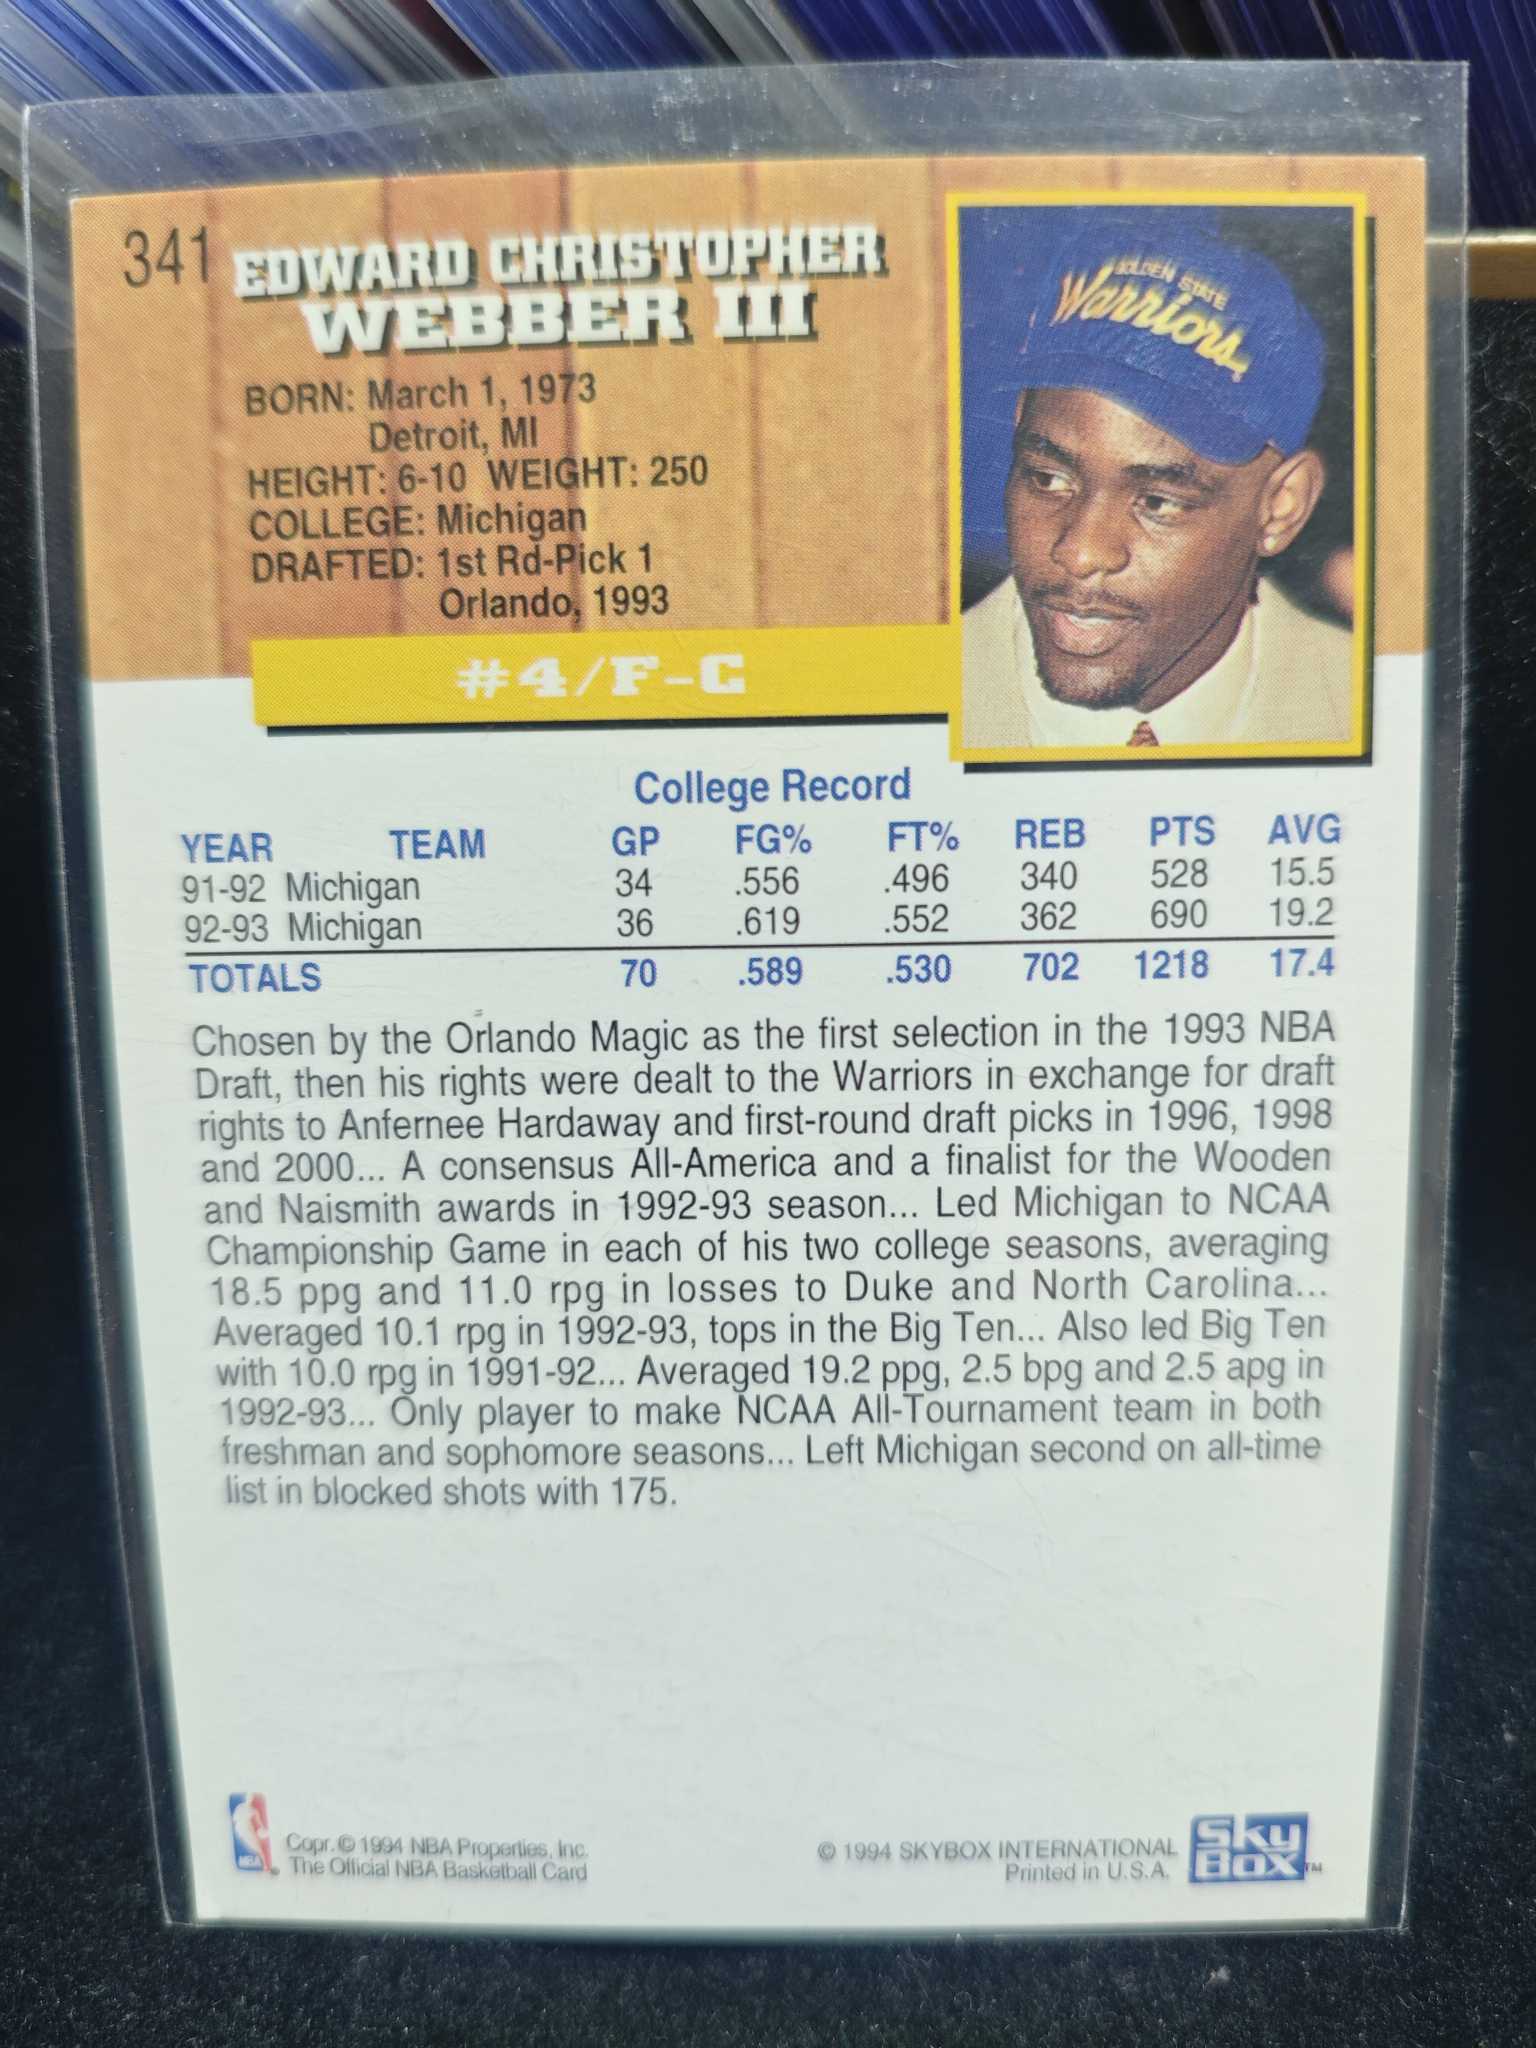 341
EDWARD CHRISTOPHER
WEBBER III
BORN: March 1, 1973
Detroit, MI
HEIGHT: 6-10 WEIGHT: 250
COLLEGE: Michigan
DRAFTED: 1st Rd-Pick 1
Orlando, 1993
#4/F-C
GOLDEN STATE
Warriors
College Record
YEAR TEAM GP FG% FT% REB PTS AVG
91-92 Michigan 34 .556 .496 340 528 15.5
92-93 Michigan 36 .619 .552 362 690 19.2
TOTALS 70 .589 .530 702 1218 17.4
Chosen by the Orlando Magic as the first selection in the 1993 NBA
Draft, then his rights were dealt to the Warriors in exchange for draft
rights to Anfernee Hardaway and first-round draft picks in 1996, 1998
and 2000... A consensus All-America and a finalist for the Wooden
and Naismith awards in 1992-93 season... Led Michigan to NCAA
Championship Game in each of his two college seasons, averaging
18.5 ppg and 11.0 rpg in losses to Duke and North Carolina...
Averaged 10.1 rpg in 1992-93, tops in the Big Ten... Also led Big Ten
with 10.0 rpg in 1991-92... Averaged 19.2 ppg, 2.5 bpg and 2.5 apg in
1992-93... Only player to make NCAA All-Tournament team in both
freshman and sophomore seasons... Left Michigan second on all-time
list in blocked shots with 175.
NBA
Copr. © 1994 NBA Properties, Inc.
The Official NBA Basketball Card
© 1994 SKYBOX INTERNATIONAL
Printed in U.S.A.
SkyBox™